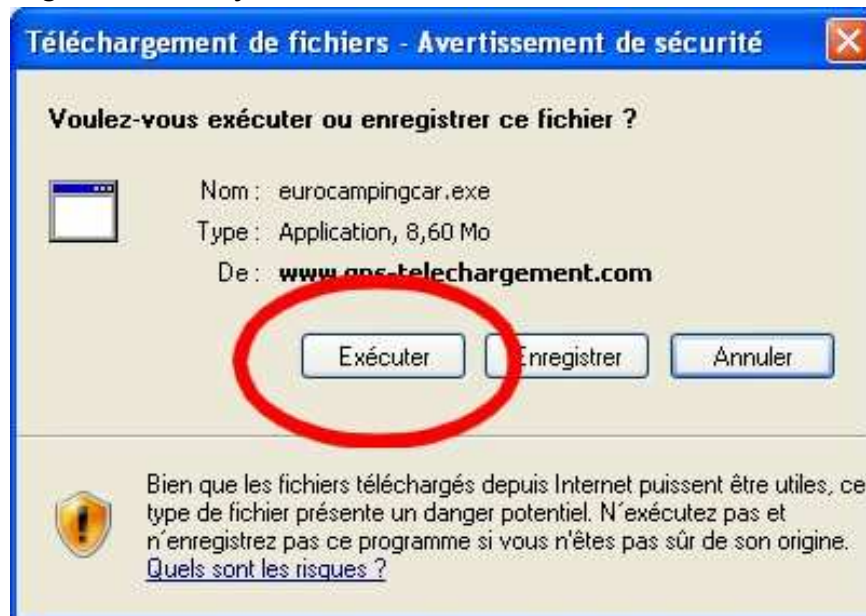 Téléchargement de fichiers - Avertissement de sécurité
Voulez-vous exécuter ou enregistrer ce fichier ?
Nom : eurocampingcar.exe
Type : Application, 8,60 Mo
De : www.gps-telechargement.com
Exécuter Enregistrer Annuler
Bien que les fichiers téléchargés depuis Internet puissent être utiles, ce
type de fichier présente un danger potentiel. N´exécutez pas et
n´enregistrez pas ce programme si vous n'êtes pas sûr de son origine.
Quels sont les risques ?